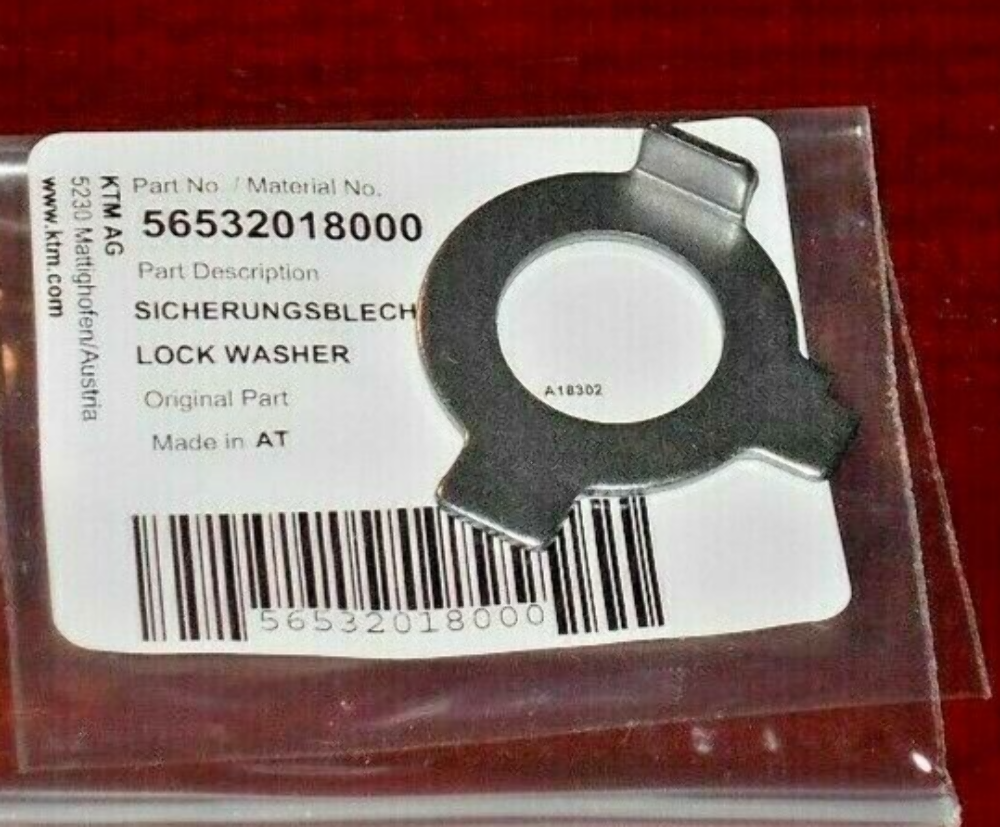 KTM AG
5230 Mattighofen/Austria
www.ktm.com
Part No. / Material No.
56532018000
Part Description
SICHERUNGSBLECH
LOCK WASHER
Original Part
Made in AT
A18302
56532018000